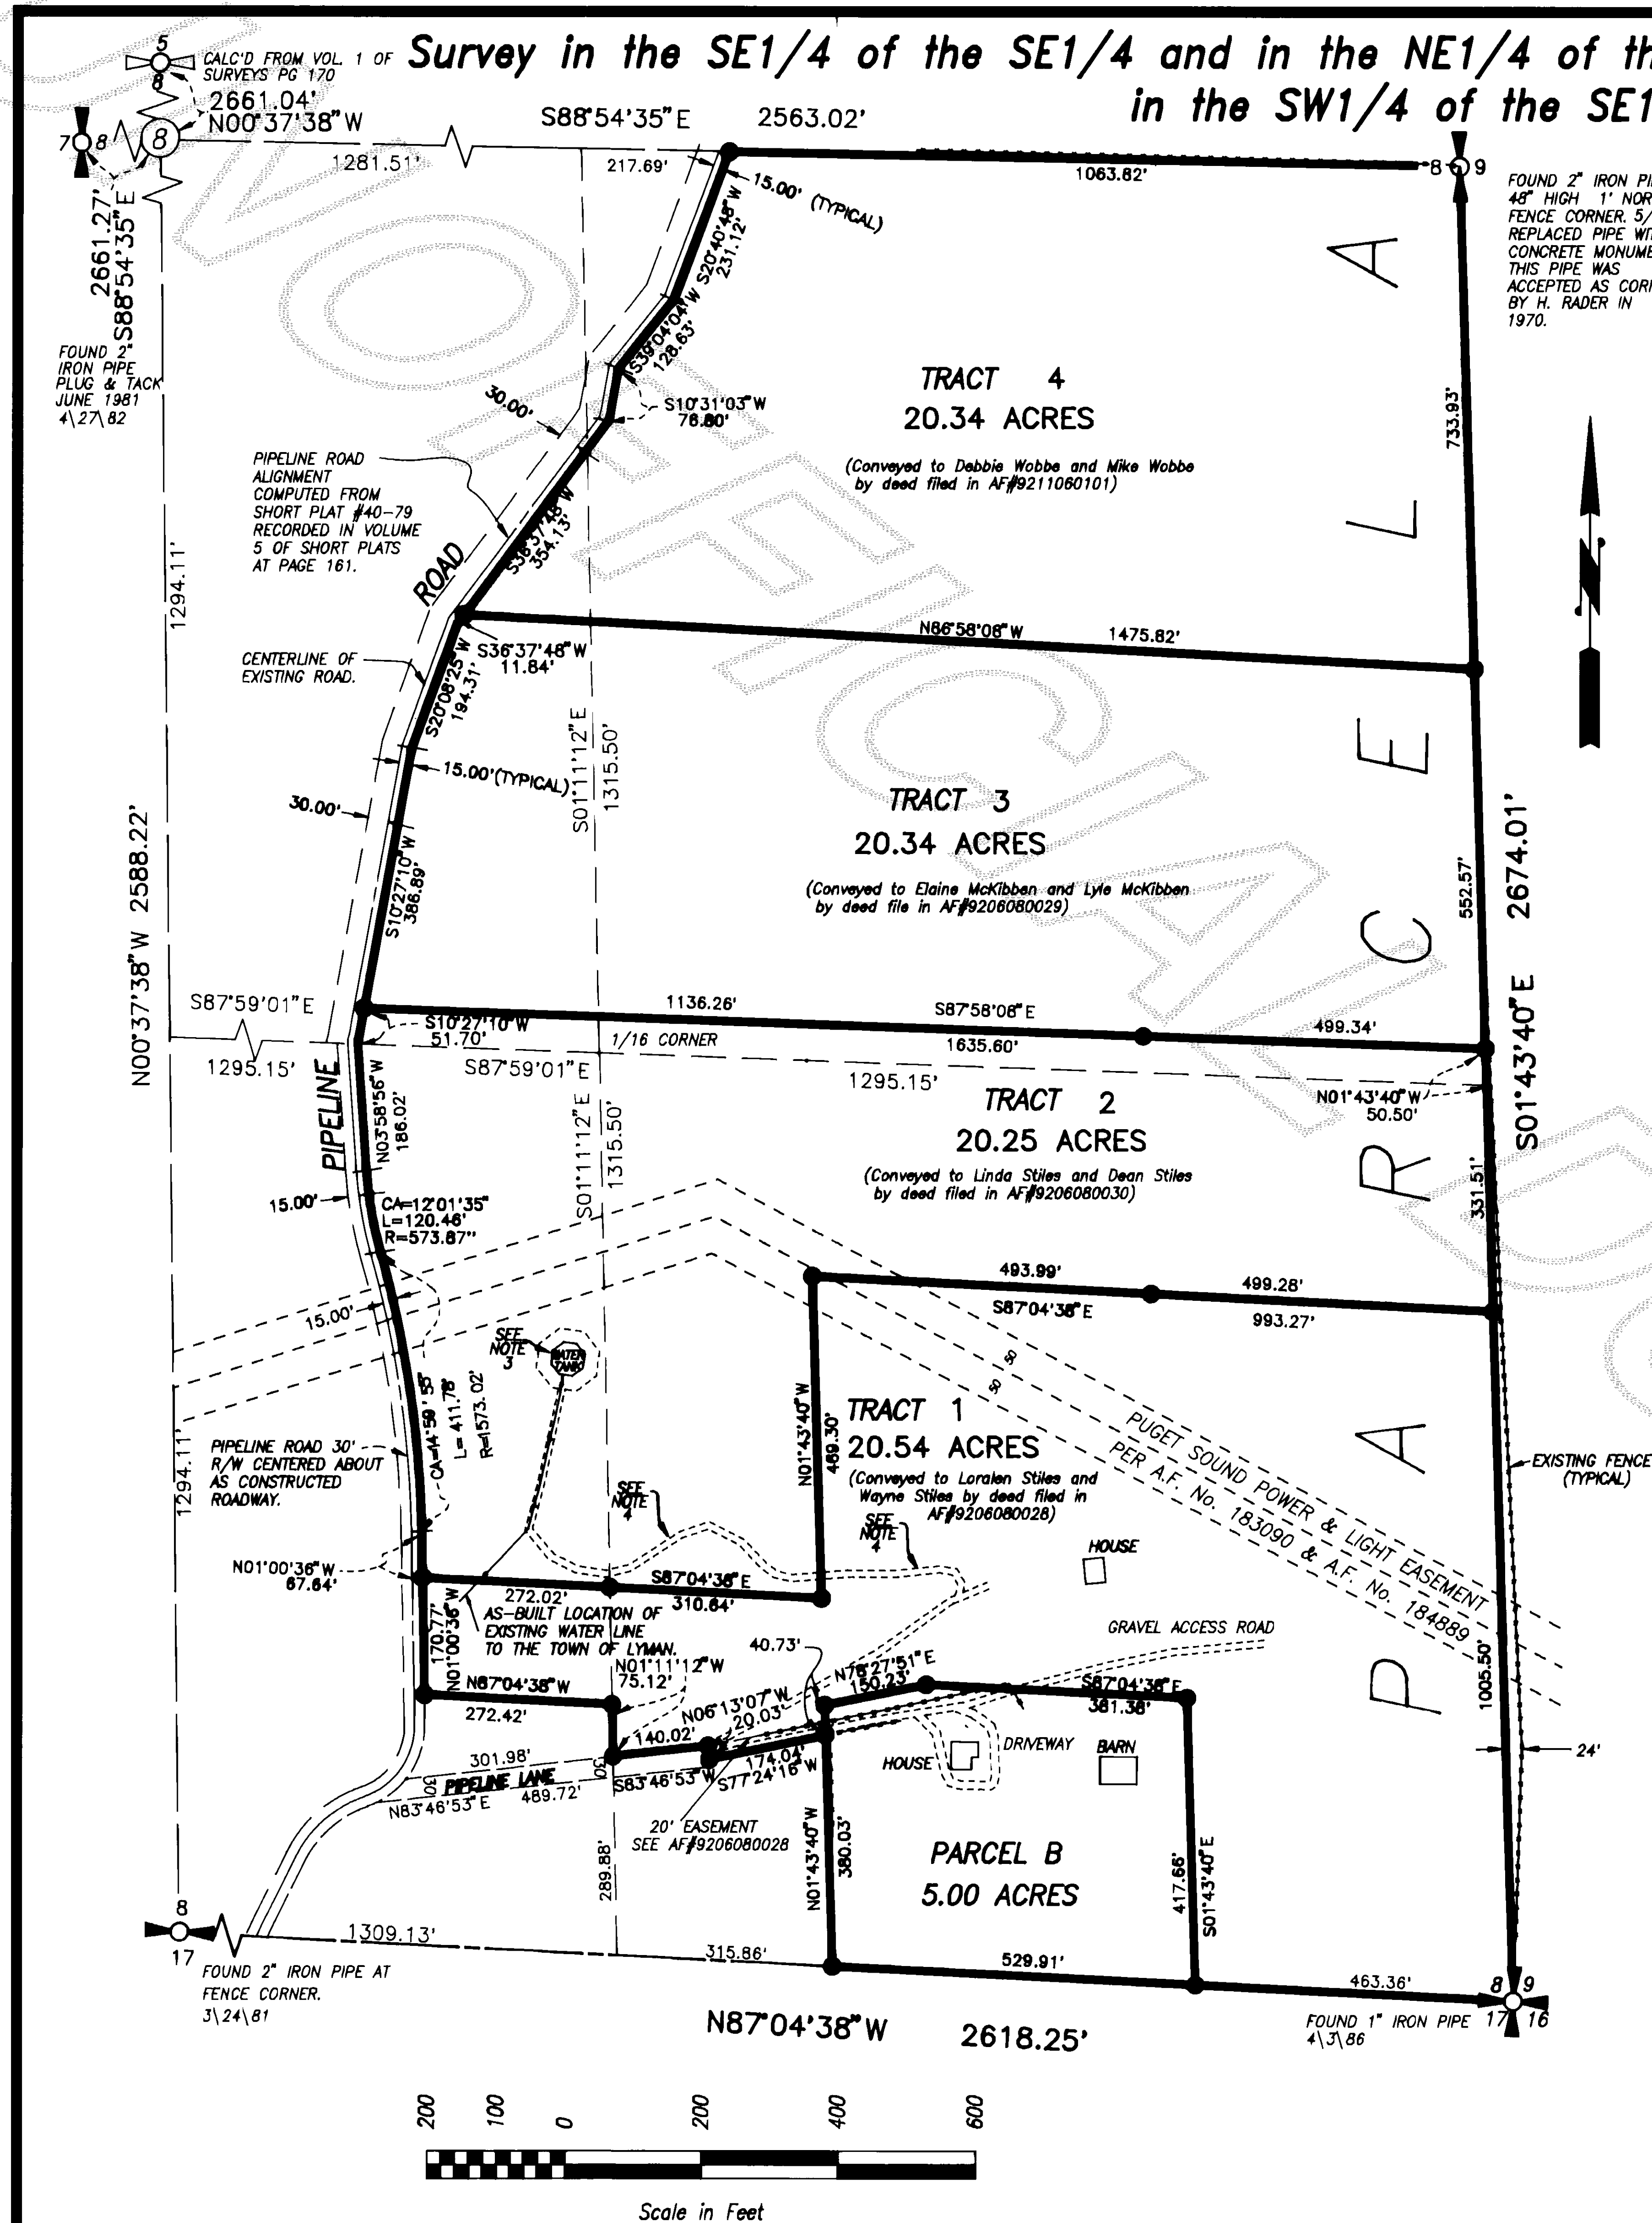 Survey in the SE1/4 of the SE1/4 and in the NE1/4 of th
in the SW1/4 of the SE1
5
8
CALC'D FROM VOL. 1 OF
SURVEYS PG 170
2661.04'
N00°37'38"W
7 8
8
S88°54'35"E 2563.02'
1281.51'
217.69'
1063.82'
8 9
15.00' (TYPICAL)
FOUND 2" IRON PI
48" HIGH 1' NOR
FENCE CORNER. 5/
REPLACED PIPE WI
CONCRETE MONUME
THIS PIPE WAS
ACCEPTED AS COR
BY H. RADER IN
1970.
2661.27'
S88°54'35"E
FOUND 2"
IRON PIPE
PLUG & TACK
JUNE 1981
4\27\82
S20°40'48"W
231.12'
S39°04'04"W
128.63'
S10°31'03"W
30.00'
TRACT 4
20.34 ACRES
(Conveyed to Debbie Wobbe and Mike Wobbe
by deed filed in AF#9211060101)
733.93'
PIPELINE ROAD
ALIGNMENT
COMPUTED FROM
SHORT PLAT #40-79
RECORDED IN VOLUME
5 OF SHORT PLATS
AT PAGE 161.
S36°37'48"W
354.13'
ROAD
1294.11'
N86°58'08"W 1475.82'
S36°37'48"W
11.84'
CENTERLINE OF
EXISTING ROAD.
S20°08'25"W
194.31'
S01°11'12"E
1315.50'
15.00'(TYPICAL)
30.00'
TRACT 3
20.34 ACRES
(Conveyed to Elaine McKibben and Lyle McKibben
by deed file in AF#9206080029)
552.57'
S01°43'40"E 2674.01'
PARCEL A
N00°37'38"W 2588.22'
S10°27'10"W
386.89'
S87°59'01"E
1136.26'
S87°58'08"E
499.34'
S10°27'10"W
51.70'
1/16 CORNER
1635.60'
1295.15'
S87°59'01"E
1295.15'
N01°43'40"W
50.50'
PIPELINE
N03°58'56"W
186.02'
S01°11'12"E
1315.50'
TRACT 2
20.25 ACRES
(Conveyed to Linda Stiles and Dean Stiles
by deed filed in AF#9206080030)
331.51'
15.00'
CA=12°01'35"
L=120.46'
R=573.87"
493.99'
499.28'
S87°04'38"E
993.27'
15.00'
SEE
NOTE
3
WATER
TANK
CA=14°59'55"
L= 411.78'
R=1573.02'
50
50
N01°43'40"W
469.30'
TRACT 1
20.54 ACRES
(Conveyed to Loralen Stiles and
Wayne Stiles by deed filed in
AF#9206080028)
PUGET SOUND POWER & LIGHT EASEMENT
PER A.F. No. 183090 & A.F. No. 184889
EXISTING FENCE
(TYPICAL)
PIPELINE ROAD 30'
R/W CENTERED ABOUT
AS CONSTRUCTED
ROADWAY.
1294.11'
SEE
NOTE
4
SEE
NOTE
4
HOUSE
N01°00'36"W
67.64'
S87°04'38"E
272.02'
310.64'
AS-BUILT LOCATION OF
EXISTING WATER LINE
TO THE TOWN OF LYMAN.
170.77'
N01°00'36"W
GRAVEL ACCESS ROAD
40.73'
N01°11'12"W
75.12'
N87°04'38"W
272.42'
N06°13'07"W
20.03'
N78°27'51"E
150.23'
S87°04'38"E
381.38'
1005.50'
140.02'
174.04'
S83°46'53"W
S77°24'16"W
301.98'
PIPELINE LANE
30
30
N83°46'53"E
489.72'
DRIVEWAY
BARN
HOUSE
24'
20' EASEMENT
SEE AF#9206080028
289.88'
N01°43'40"W
380.03'
PARCEL B
5.00 ACRES
417.66'
S01°43'40"E
8
17
1309.13'
315.86'
529.91'
463.36'
8 9
17 16
FOUND 2" IRON PIPE AT
FENCE CORNER.
3\24\81
N87°04'38"W 2618.25'
FOUND 1" IRON PIPE
4\3\86
200 100 0 200 400 600
Scale in Feet
UNOFFICIAL DO